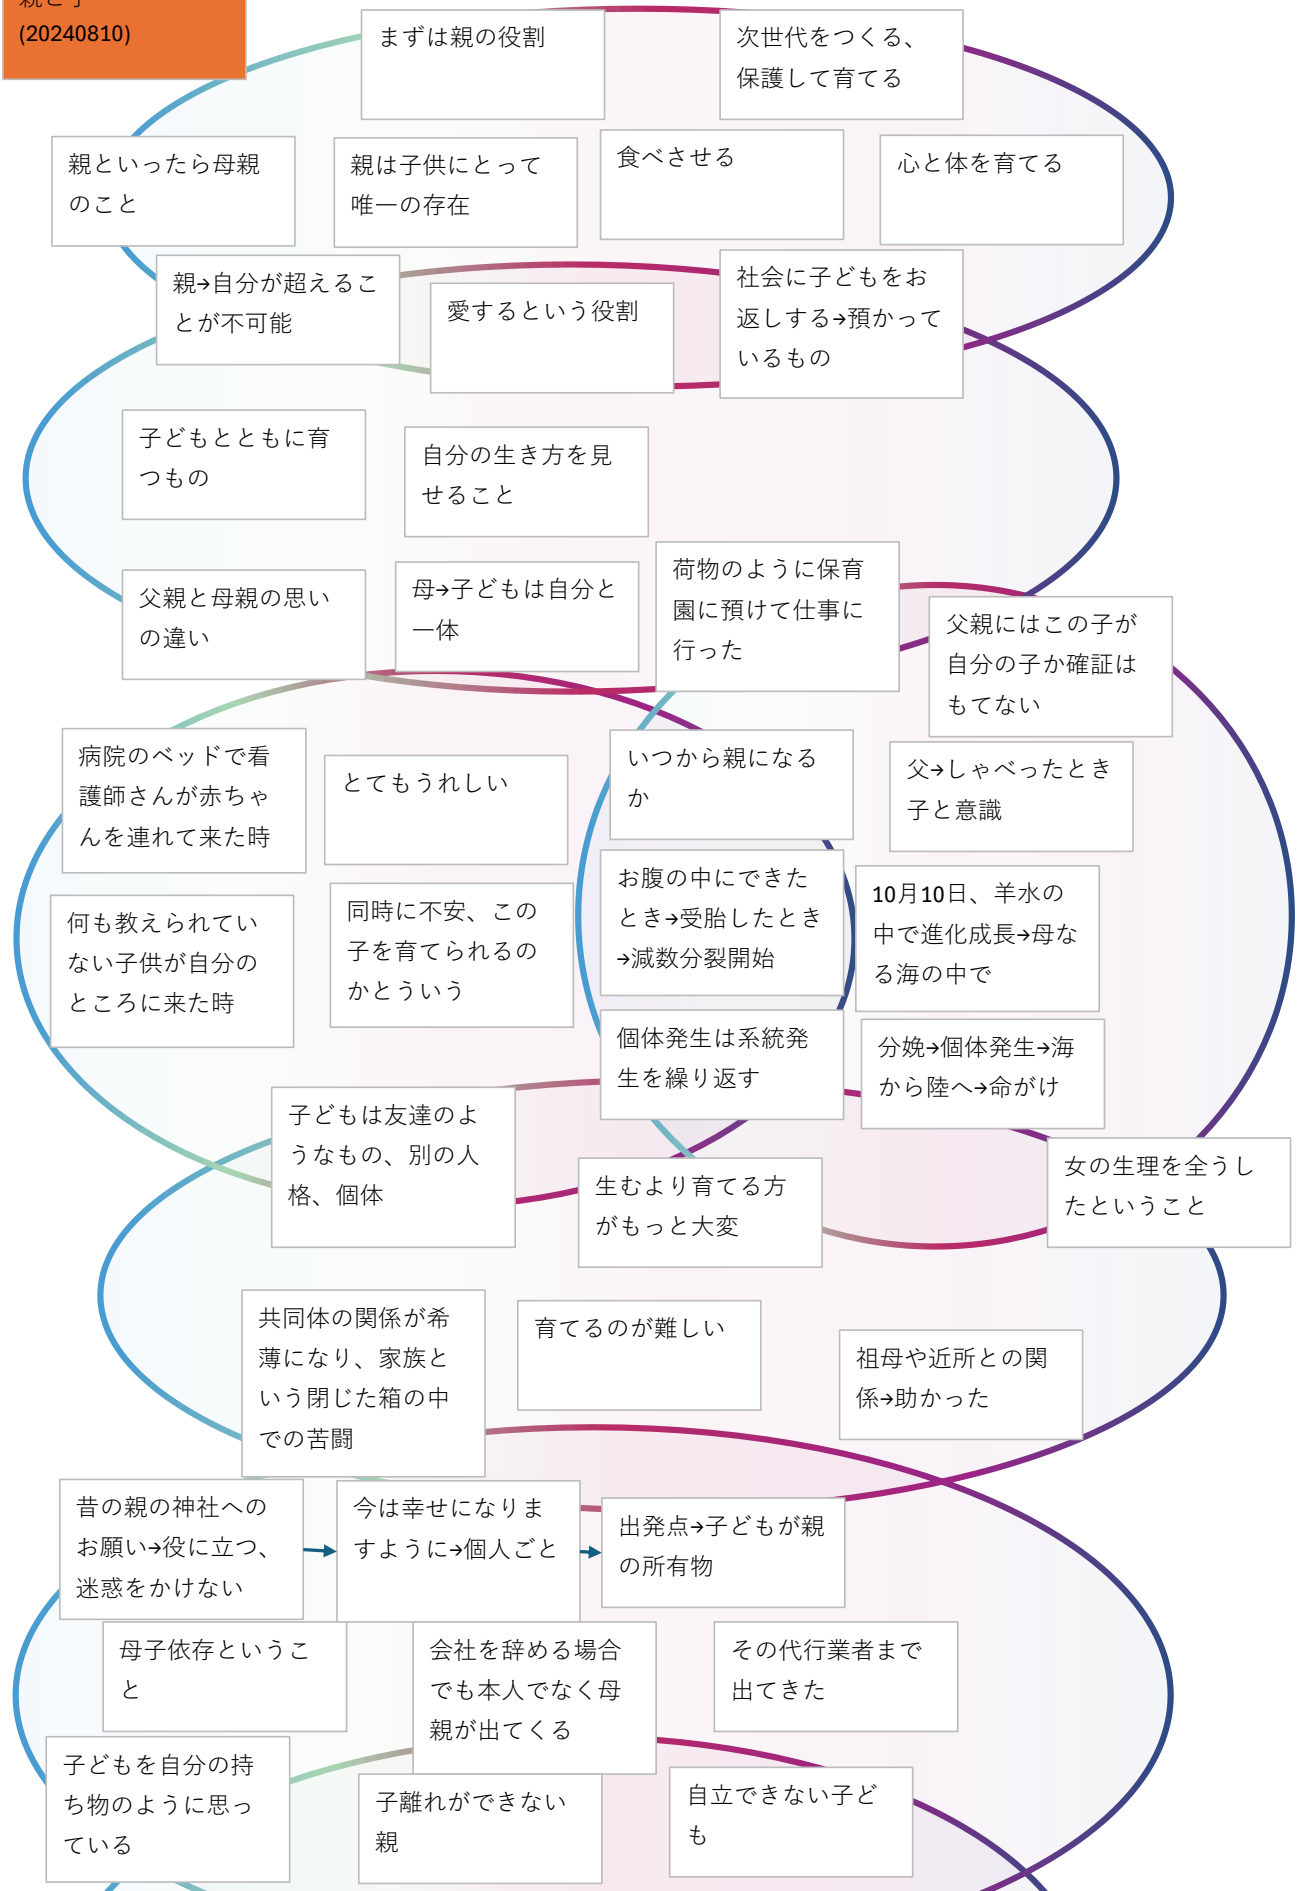 親と子
(20240810)
まずは親の役割
次世代をつくる、
保護して育てる
親といったら母親
のこと
親は子供にとって
唯一の存在
食べさせる
心と体を育てる
親→自分が超えるこ
とが不可能
愛するという役割
社会に子どもをお
返しする→預かって
いるもの
子どもとともに育
つもの
自分の生き方を見
せること
父親と母親の思い
の違い
母→子どもは自分と
一体
荷物のように保育
園に預けて仕事に
行った
父親にはこの子が
自分の子か確証は
もてない
病院のベッドで看
護師さんが赤ちゃ
んを連れて来た時
とてもうれしい
いつから親になる
か
父→しゃべったとき
子と意識
何も教えられてい
ない子供が自分の
ところに来た時
同時に不安、この
子を育てられるの
かとういう
お腹の中にできた
とき→受胎したとき
→減数分裂開始
10月10日、羊水の
中で進化成長→母な
る海の中で
個体発生は系統発
生を繰り返す
分娩→個体発生→海
から陸へ→命がけ
子どもは友達のよ
うなもの、別の人
格、個体
生むより育てる方
がもっと大変
女の生理を全うし
たということ
共同体の関係が希
薄になり、家族と
いう閉じた箱の中
での苦闘
育てるのが難しい
祖母や近所との関
係→助かった
昔の親の神社への
お願い→役に立つ、
迷惑をかけない
今は幸せになりま
すように→個人ごと
出発点→子どもが親
の所有物
母子依存というこ
と
会社を辞める場合
でも本人でなく母
親が出てくる
その代行業者まで
出てきた
子どもを自分の持
ち物のように思っ
ている
子離れができない
親
自立できない子ど
も